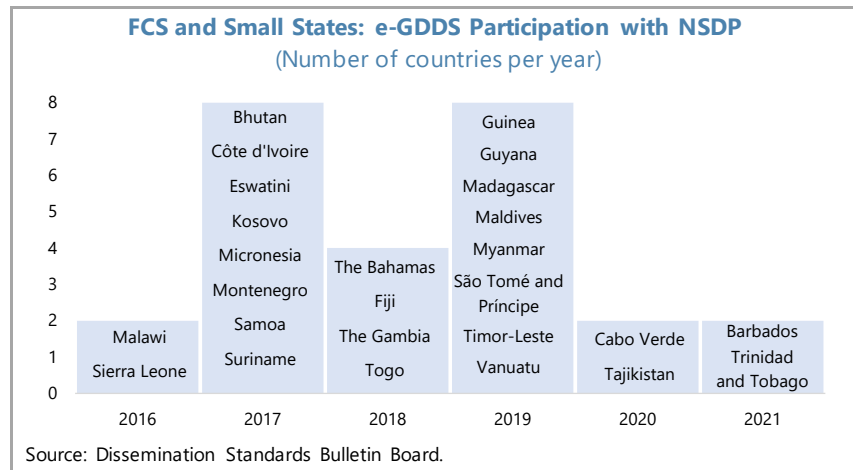 FCS and Small States: e-GDDS Participation with NSDP
(Number of countries per year)
8
7
6
5
4
3
2
1
0
Malawi
Sierra Leone
Bhutan
Côte d'Ivoire
Eswatini
Kosovo
Micronesia
Montenegro
Samoa
Suriname
The Bahamas
Fiji
The Gambia
Togo
Guinea
Guyana
Madagascar
Maldives
Myanmar
São Tomé and
Príncipe
Timor-Leste
Vanuatu
Cabo Verde
Tajikistan
Barbados
Trinidad
and Tobago
2016 2017 2018 2019 2020 2021
Source: Dissemination Standards Bulletin Board.